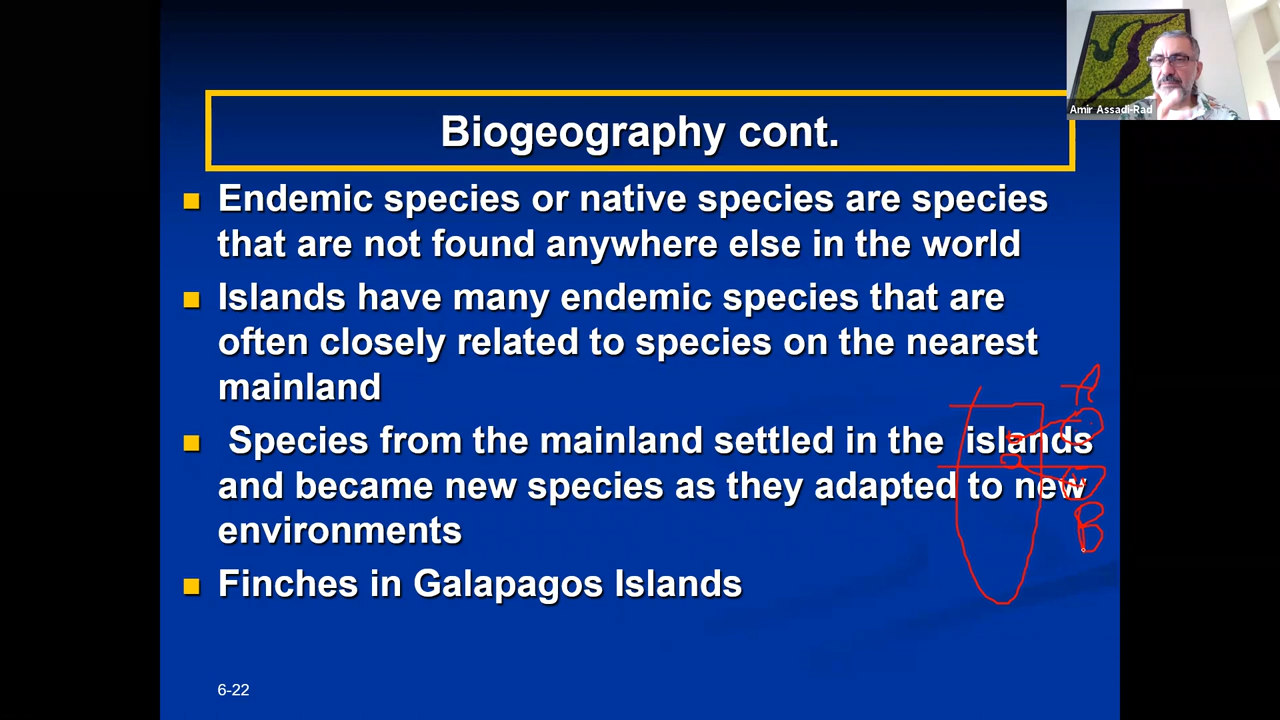 Amir Assadi-Rad
Biogeography cont.
Endemic species or native species are species
that are not found anywhere else in the world
Islands have many endemic species that are
often closely related to species on the nearest
mainland
Species from the mainland settled in the islands
and became new species as they adapted to new
environments
Finches in Galapagos Islands
A
B
6-22